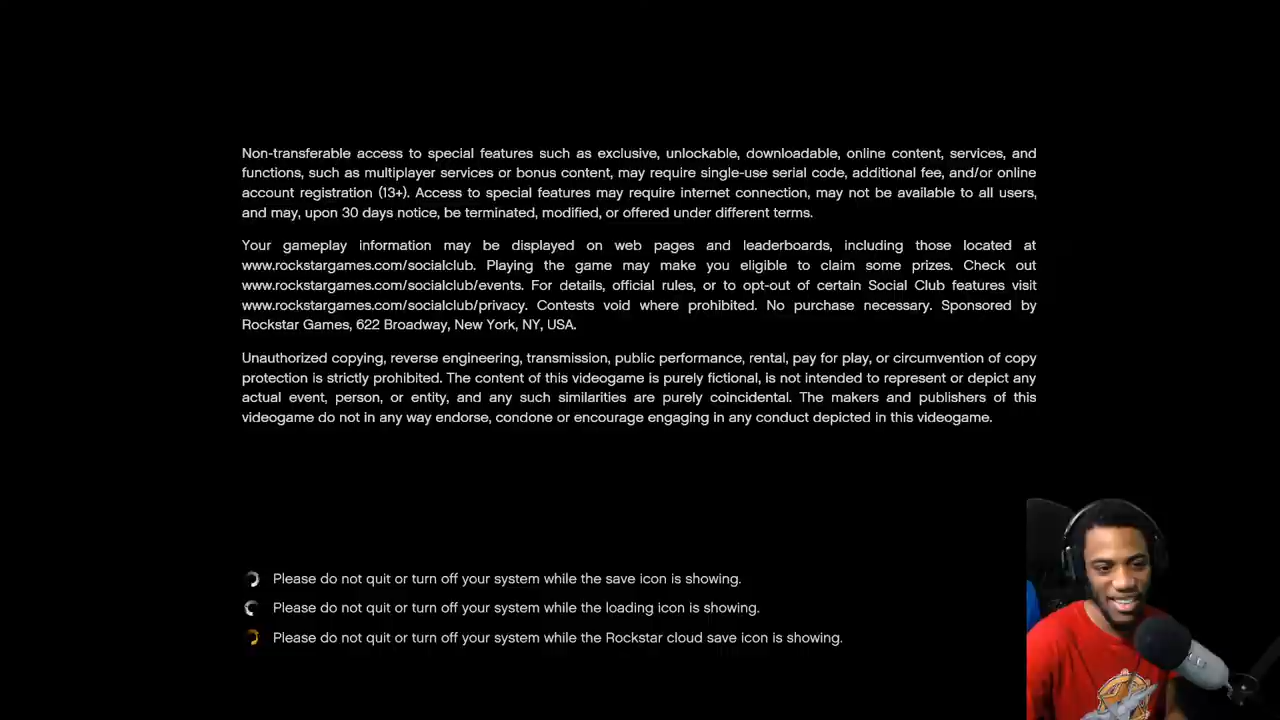 Non-transferable access to special features such as exclusive, unlockable, downloadable, online content, services, and
functions, such as multiplayer services or bonus content, may require single-use serial code, additional fee, and/or online
account registration (13+). Access to special features may require internet connection, may not be available to all users,
and may, upon 30 days notice, be terminated, modified, or offered under different terms.
Your gameplay information may be displayed on web pages and leaderboards, including those located at
www.rockstargames.com/socialclub. Playing the game may make you eligible to claim some prizes. Check out
www.rockstargames.com/socialclub/events. For details, official rules, or to opt-out of certain Social Club features visit
www.rockstargames.com/socialclub/privacy. Contests void where prohibited. No purchase necessary. Sponsored by
Rockstar Games, 622 Broadway, New York, NY, USA.
Unauthorized copying, reverse engineering, transmission, public performance, rental, pay for play, or circumvention of copy
protection is strictly prohibited. The content of this videogame is purely fictional, is not intended to represent or depict any
actual event, person, or entity, and any such similarities are purely coincidental. The makers and publishers of this
videogame do not in any way endorse, condone or encourage engaging in any conduct depicted in this videogame.
Please do not quit or turn off your system while the save icon is showing.
Please do not quit or turn off your system while the loading icon is showing.
Please do not quit or turn off your system while the Rockstar cloud save icon is showing.